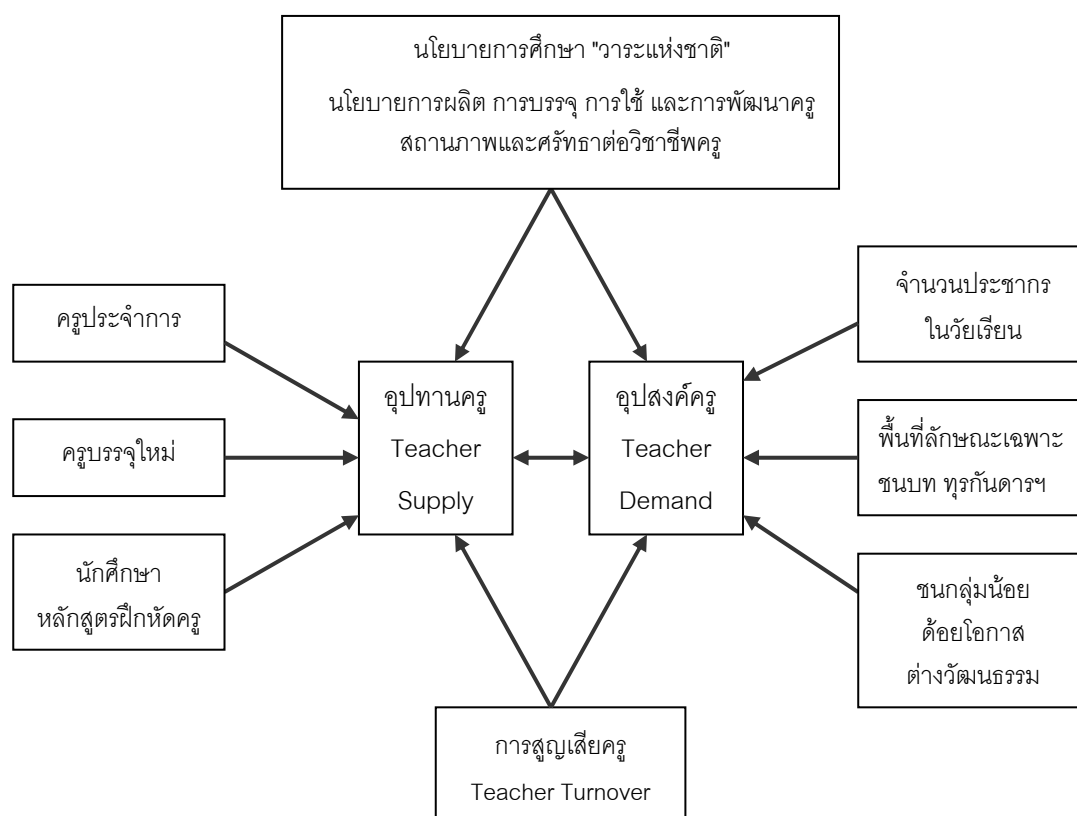 นโยบายการศึกษา "วาระแห่งชาติ"
นโยบายการผลิต การบรรจุ การใช้ และการพัฒนาครู
สถานภาพและศรัทธาต่อวิชาชีพครู
ครูประจำการ
ครูบรรจุใหม่
นักศึกษา
หลักสูตรฝึกหัดครู
อุปทานครู
Teacher
Supply
อุปสงค์ครู
Teacher
Demand
จำนวนประชากร
ในวัยเรียน
พื้นที่ลักษณะเฉพาะ
ชนบท ทุรกันดารฯ
ชนกลุ่มน้อย
ด้อยโอกาส
ต่างวัฒนธรรม
การสูญเสียครู
Teacher Turnover